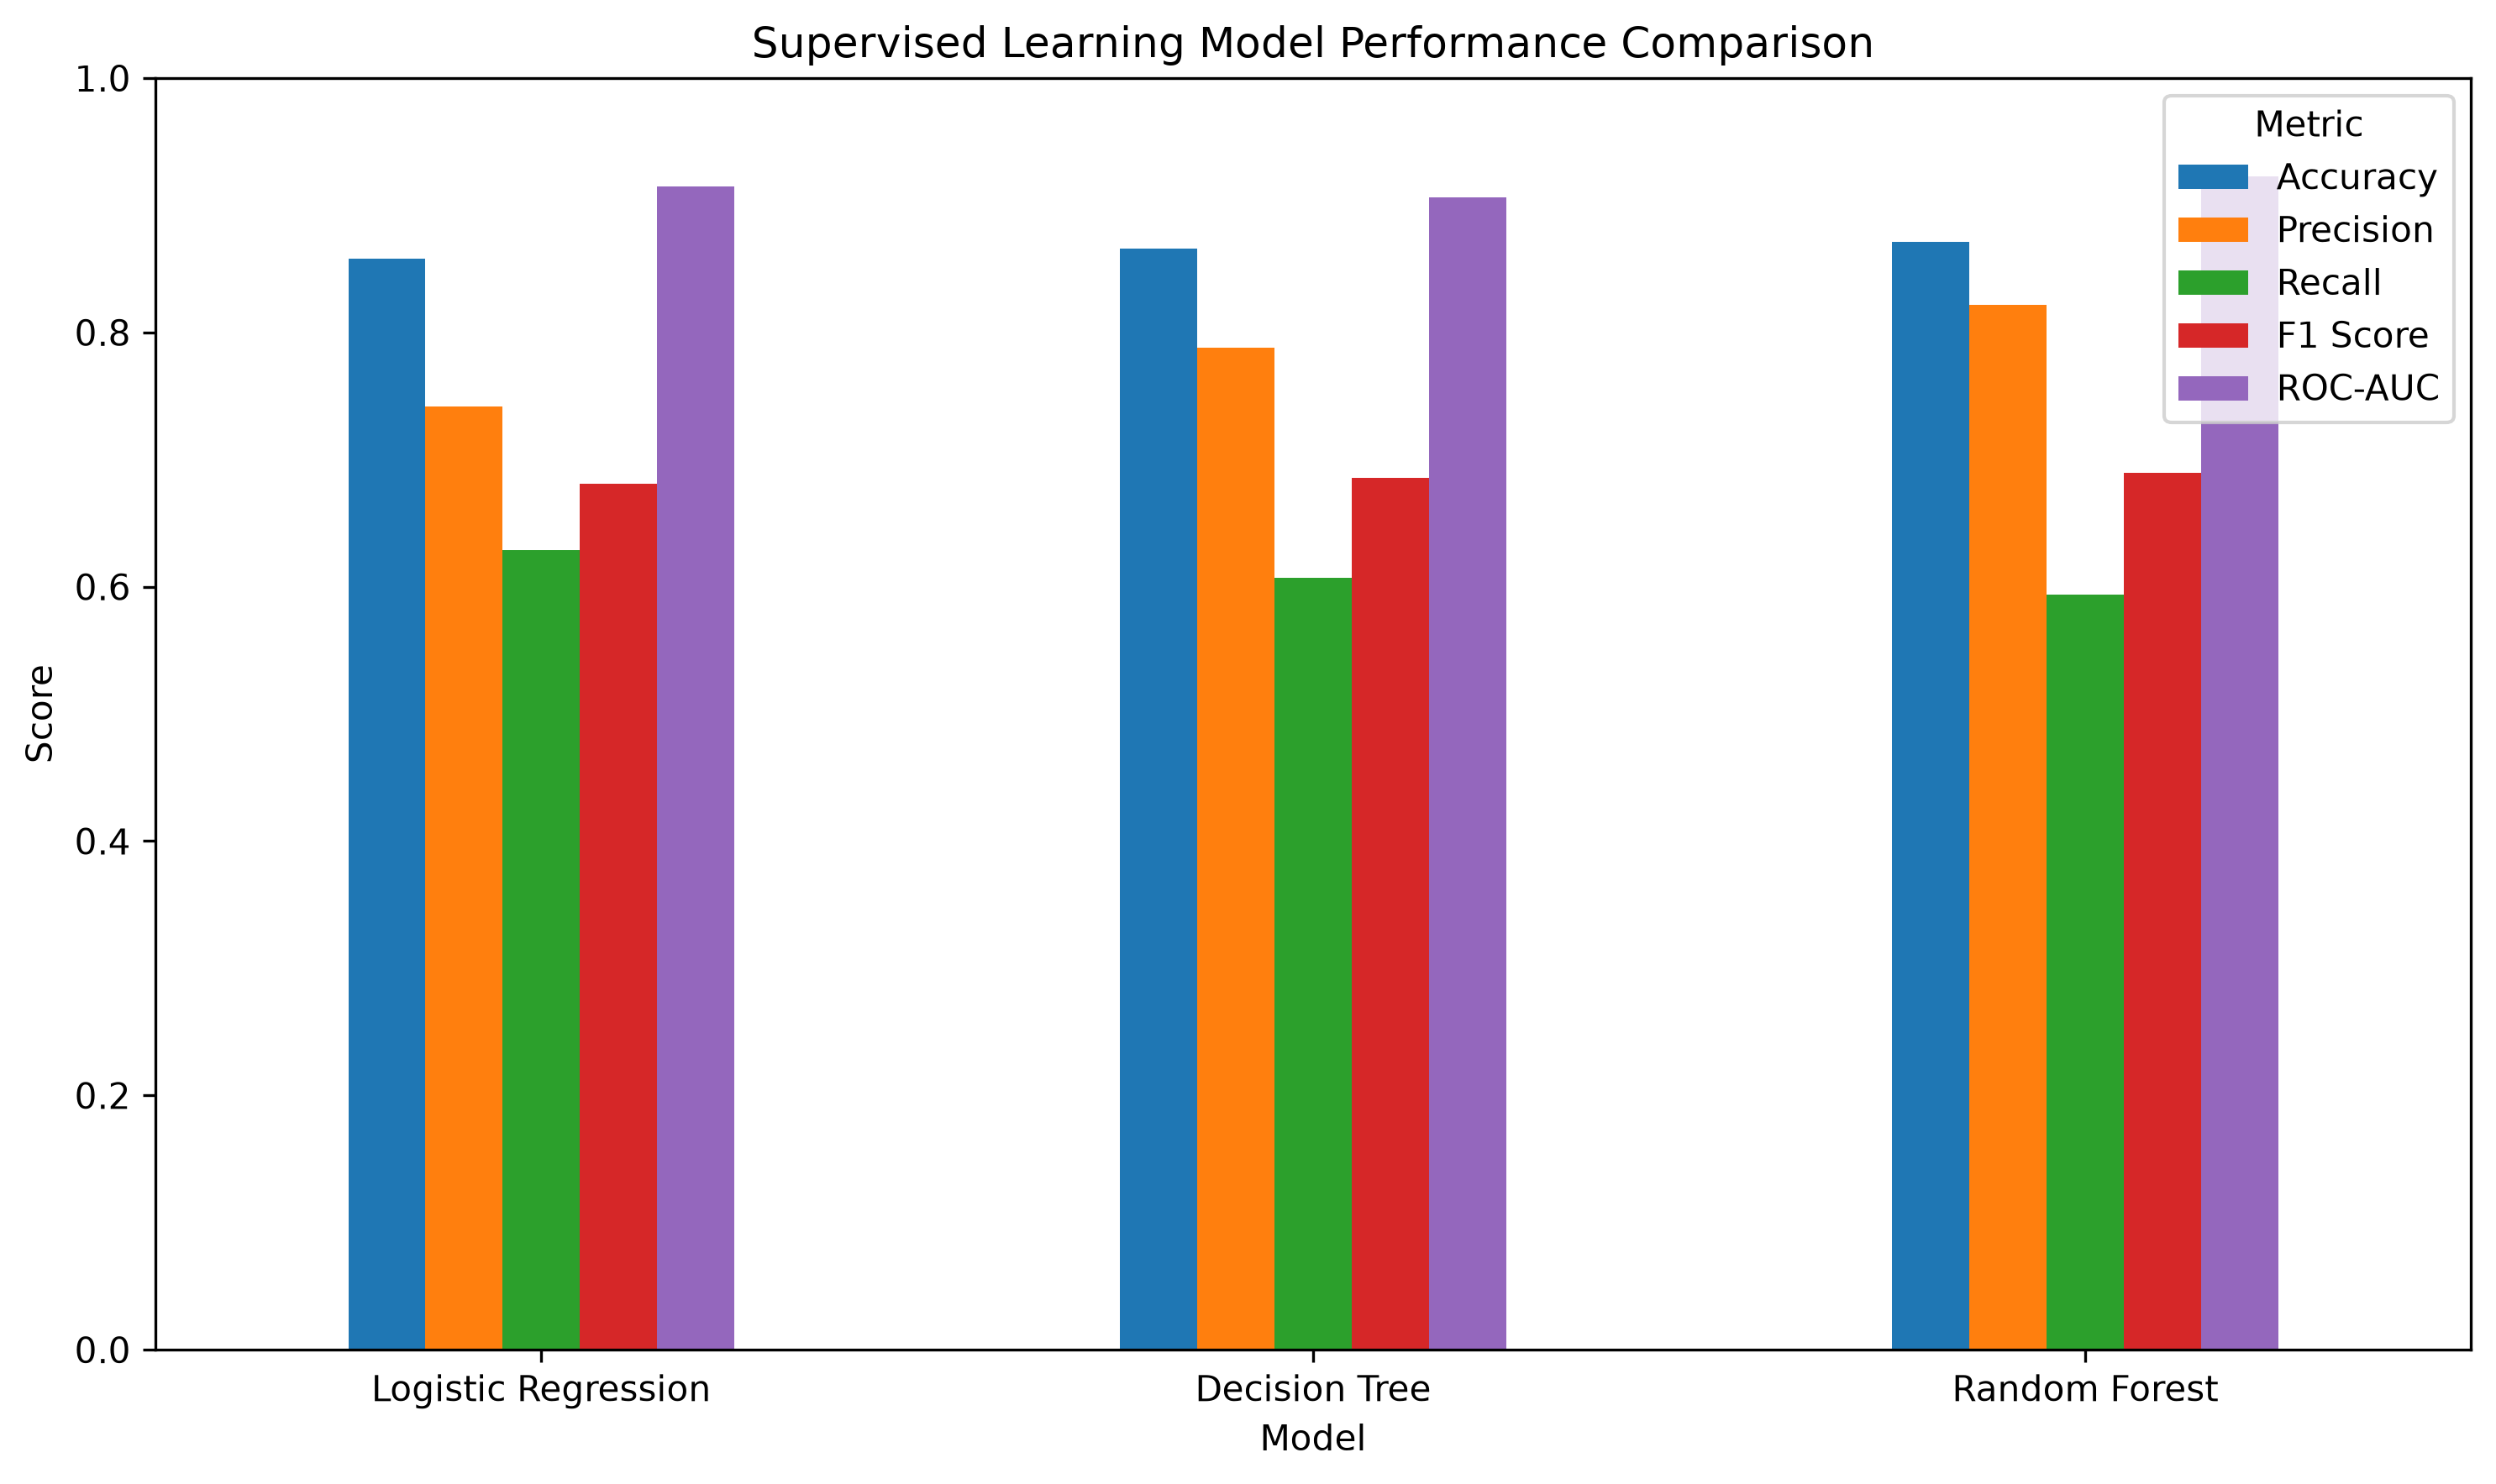 Supervised Learning Model Performance Comparison
1.0
0.8
0.6
0.4
0.2
0.0
Score
Metric
Accuracy
Precision
Recall
F1 Score
ROC-AUC
Logistic Regression
Decision Tree
Random Forest
Model